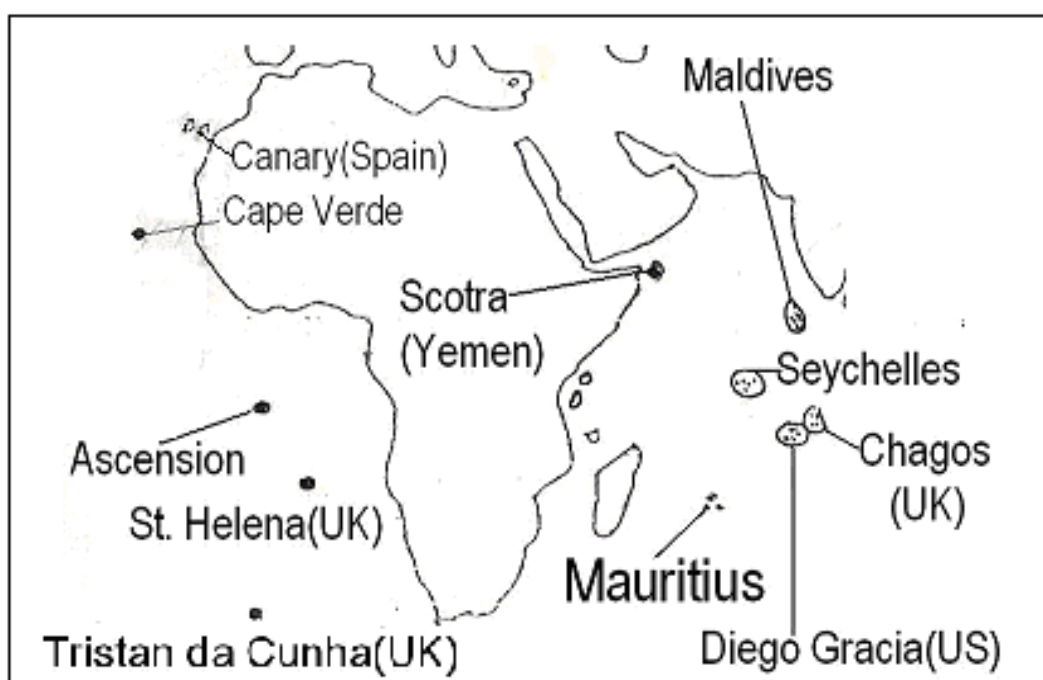 Maldives
Canary(Spain)
Cape Verde
Scotra
(Yemen)
Seychelles
Ascension
Chagos
(UK)
St. Helena(UK)
Mauritius
Tristan da Cunha(UK)
Diego Gracia(US)